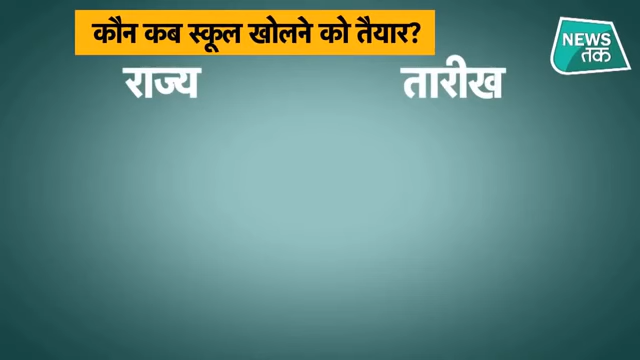 कौन कब स्कूल खोलने को तैयार?
NEWS
तक
राज्य
तारीख